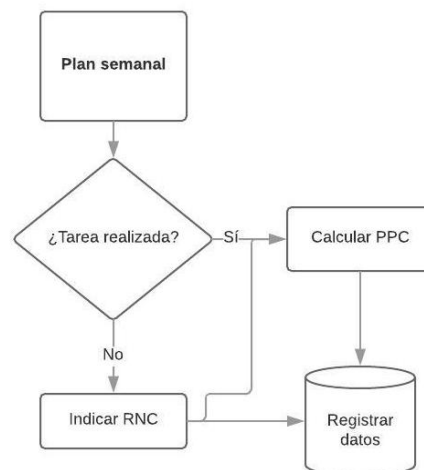 Plan semanal
¿Tarea realizada?
Sí
Calcular PPC
No
Indicar RNC
Registrar
datos